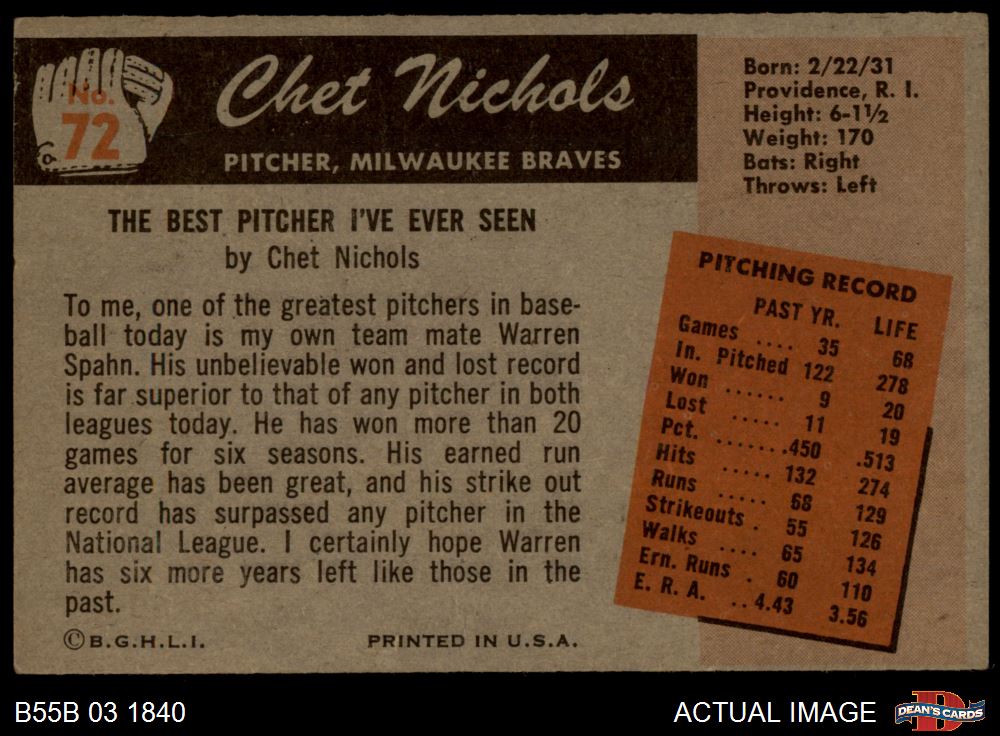 No.
72
Chet Nichols
PITCHER, MILWAUKEE BRAVES
Born: 2/22/31
Providence, R. I.
Height: 6-1½
Weight: 170
Bats: Right
Throws: Left
THE BEST PITCHER I'VE EVER SEEN
by Chet Nichols
To me, one of the greatest pitchers in base-
ball today is my own team mate Warren
Spahn. His unbelievable won and lost record
is far superior to that of any pitcher in both
leagues today. He has won more than 20
games for six seasons. His earned run
average has been great, and his strike out
record has surpassed any pitcher in the
National League. I certainly hope Warren
has six more years left like those in the
past.
©B.G.H.L.I. PRINTED IN U.S.A.
PITCHING RECORD
PAST YR. LIFE
Games .... 35 68
In. Pitched 122 278
Won ...... 9 20
Lost ..... 11 19
Pct. .......450 .513
Hits ..... 132 274
Runs ..... 68 129
Strikeouts . 55 126
Walks .... 65 134
Ern. Runs . 60 110
E. R. A. .. 4.43 3.56
B55B 03 1840
ACTUAL IMAGE
D
DEAN'S CARDS